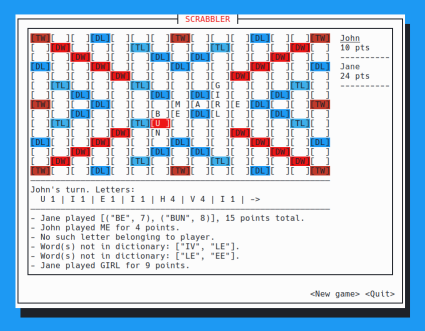 SCRABBLER
[TW][  ][  ][DL][  ][  ][  ][TW][  ][  ][  ][DL][  ][  ][TW]
[  ][DW][  ][  ][  ][TL][  ][  ][  ][TL][  ][  ][  ][DW][  ]
[  ][  ][DW][  ][  ][  ][DL][  ][DL][  ][  ][  ][DW][  ][  ]
[DL][  ][  ][DW][  ][  ][  ][DL][  ][  ][  ][DW][  ][  ][DL]
[  ][  ][  ][  ][DW][  ][  ][  ][  ][  ][DW][  ][  ][  ][  ]
[  ][TL][  ][  ][  ][TL][  ][  ][  ] G [  ][  ][  ][TL][  ]
[  ][  ][DL][  ][  ][  ][DL][  ][DL] I [  ][  ][DL][  ][  ]
[TW][  ][  ][DL][  ][  ][  ] M  A  R  E [DL][  ][  ][TW]
[  ][  ][DL][  ][  ][  ] B  E [DL] L [  ][  ][DL][  ][  ]
[  ][TL][  ][  ][  ][TL][ U ][  ][  ][TL][  ][  ][  ][TL][  ]
[  ][  ][  ][  ][DW][  ] N [  ][  ][  ][DW][  ][  ][  ][  ]
[DL][  ][  ][DW][  ][  ][  ][DL][  ][  ][  ][DW][  ][  ][DL]
[  ][  ][DW][  ][  ][  ][DL][  ][DL][  ][  ][  ][DW][  ][  ]
[  ][DW][  ][  ][  ][TL][  ][  ][  ][TL][  ][  ][  ][DW][  ]
[TW][  ][  ][DL][  ][  ][  ][TW][  ][  ][  ][DL][  ][  ][TW]
John
10 pts
----------
Jane
24 pts
----------
John's turn. Letters:
U 1 | I 1 | E 1 | I 1 | H 4 | V 4 | I 1 | ->
- Jane played [("BE", 7), ("BUN", 8)], 15 points total.
- John played ME for 4 points.
- No such letter belonging to player.
- Word(s) not in dictionary: ["IV", "LE"].
- Word(s) not in dictionary: ["LE", "EE"].
- Jane played GIRL for 9 points.
<New game> <Quit>